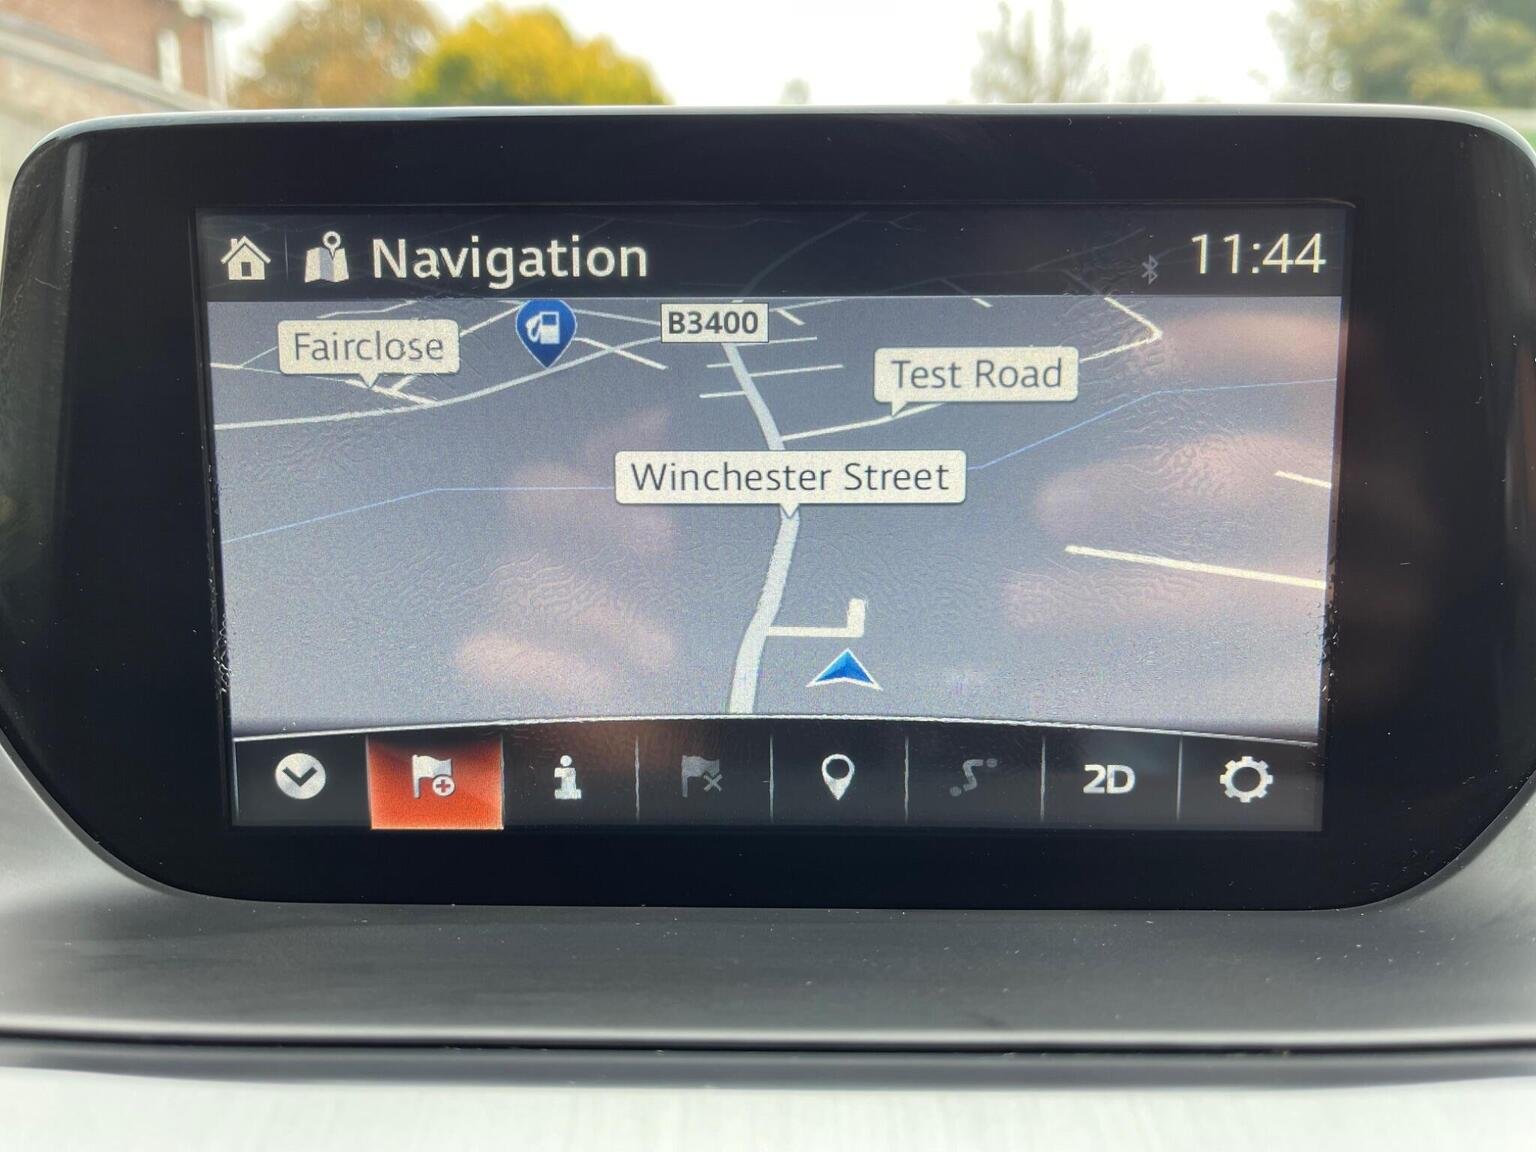 Navigation
11:44
B3400
Fairclose
Test Road
Winchester Street
2D